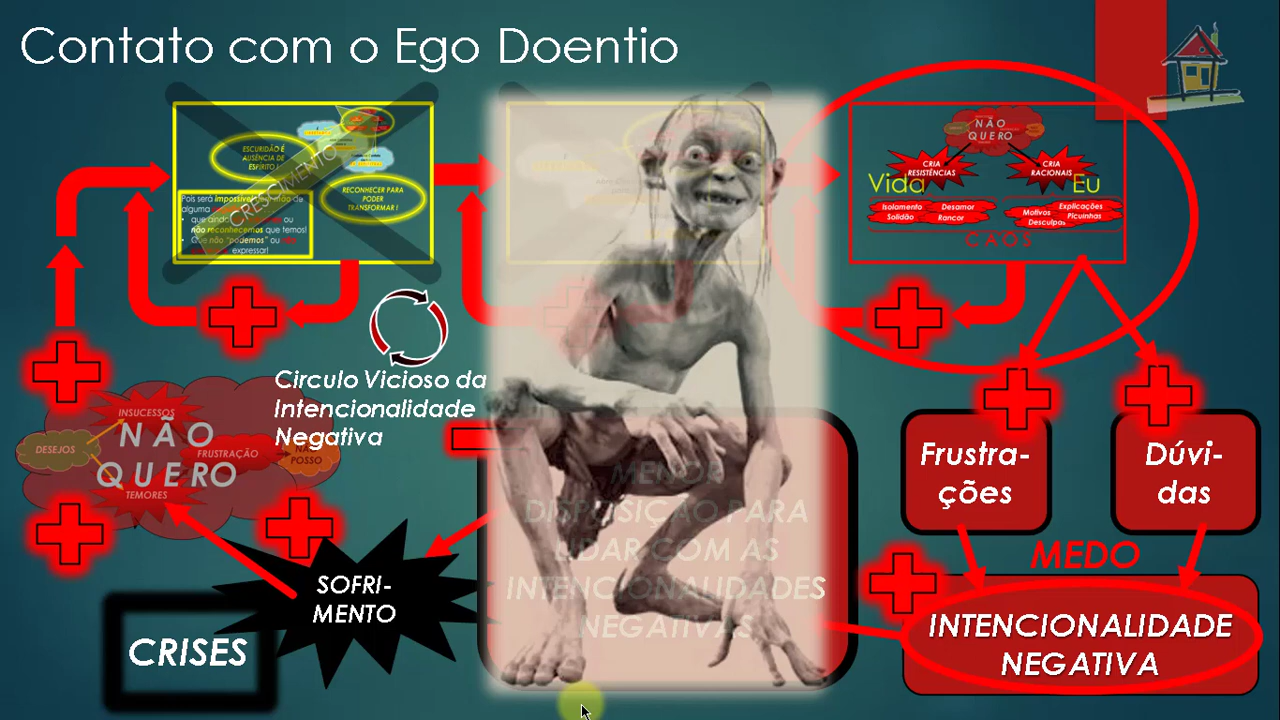 Contato com o Ego Doentio
ESCURIDÃO É
AUSÊNCIA DE
ESPÍRITO!
CRESCIMENTO
RECONHECER PARA
PODER
TRANSFORMAR !
Pois será impossível
alguma
não reconhecemos que temos!
Que não "podemos" ou
expressar!
NÃO
QUERO
CRIA
RESISTÊNCIAS
CRIA
RACIONAIS
Vida
Eu
Isolamento
Solidão
Desamor
Rancor
Motivos
Desculpas
Explicações
Picuinhas
CAOS
Circulo Vicioso da
Intencionalidade
Negativa
INSUCESSOS
NÃO
QUERO
DESEJOS
FRUSTRAÇÃO
NÃO
POSSO
TEMORES
MENOR
DISPOSIÇÃO PARA
LIDAR COM AS
INTENCIONALIDADES
NEGATIVAS
Frustra-
ções
Dúvi-
das
MEDO
INTENCIONALIDADE
NEGATIVA
SOFRI-
MENTO
CRISES